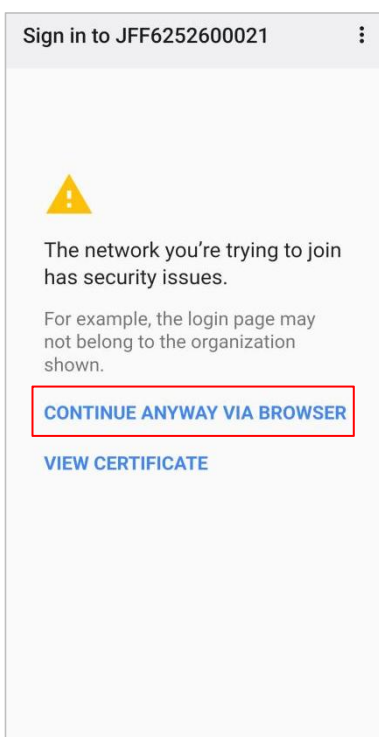 Sign in to JFF6252600021
The network you’re trying to join
has security issues.
For example, the login page may
not belong to the organization
shown.
CONTINUE ANYWAY VIA BROWSER
VIEW CERTIFICATE